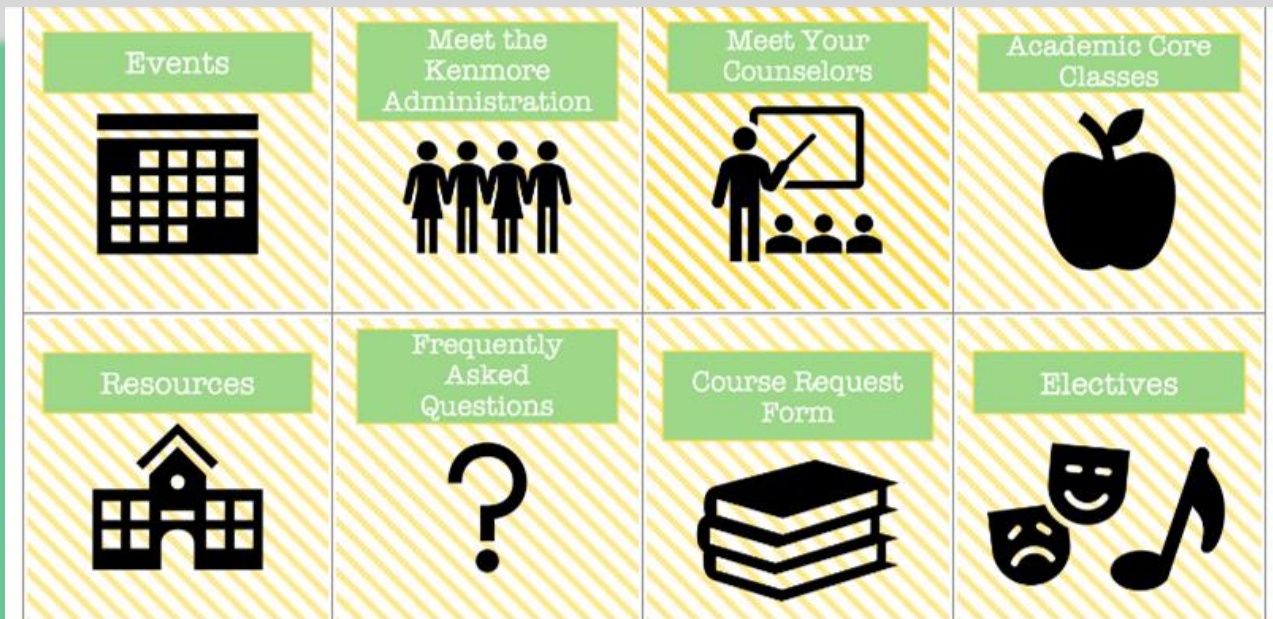 Events
Meet the
Kenmore
Administration
Meet Your
Counselors
Academic Core
Classes
Resources
Frequently
Asked
Questions
Course Request
Form
Electives